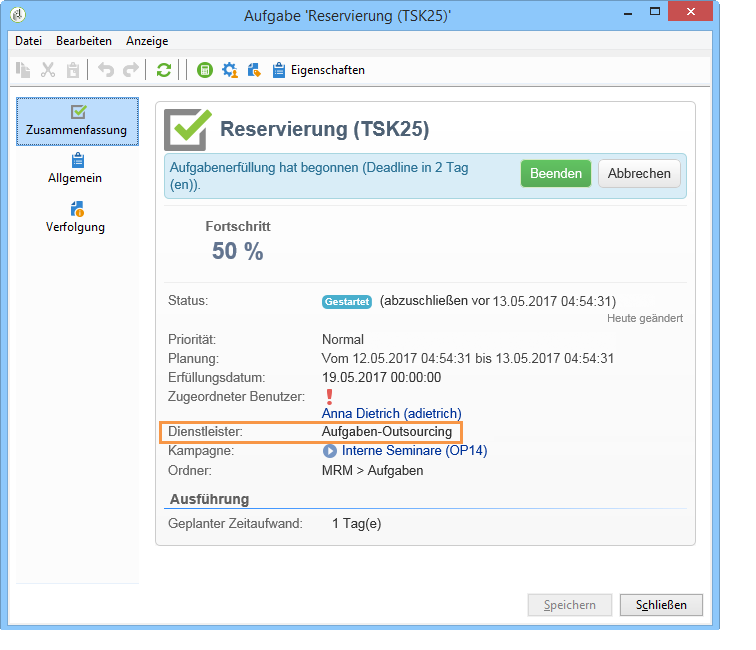 Aufgabe 'Reservierung (TSK25)'
Datei Bearbeiten Anzeige
Eigenschaften
Zusammenfassung
Allgemein
Verfolgung
Reservierung (TSK25)
Aufgabenerfüllung hat begonnen (Deadline in 2 Tag
(en)).
Beenden Abbrechen
Fortschritt
50 %
Status: Gestartet (abzuschließen vor 13.05.2017 04:54:31)
Heute geändert
Priorität: Normal
Planung: Vom 12.05.2017 04:54:31 bis 13.05.2017 04:54:31
Erfüllungsdatum: 19.05.2017 00:00:00
Zugeordneter Benutzer:
Anna Dietrich (adietrich)
Dienstleister: Aufgaben-Outsourcing
Kampagne: Interne Seminare (OP14)
Ordner: MRM > Aufgaben
Ausführung
Geplanter Zeitaufwand: 1 Tag(e)
Speichern Schließen